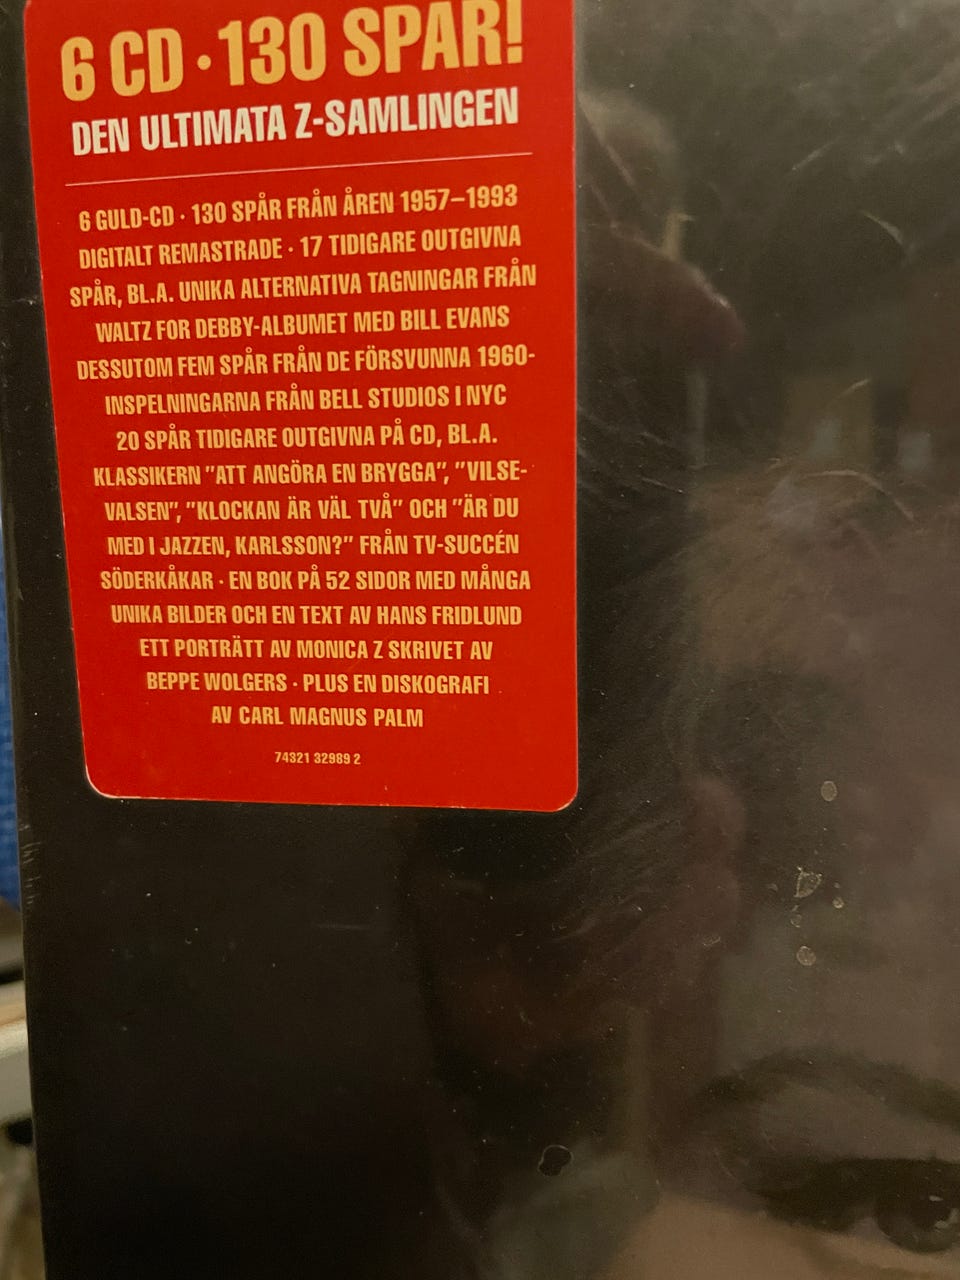 6 CD · 130 SPÅR!
DEN ULTIMATA Z-SAMLINGEN
6 GULD-CD · 130 SPÅR FRÅN ÅREN 1957–1993
DIGITALT REMASTRADE · 17 TIDIGARE OUTGIVNA
SPÅR, BL.A. UNIKA ALTERNATIVA TAGNINGAR FRÅN
WALTZ FOR DEBBY-ALBUMET MED BILL EVANS
DESSUTOM FEM SPÅR FRÅN DE FÖRSVUNNA 1960-
INSPELNINGARNA FRÅN BELL STUDIOS I NYC
20 SPÅR TIDIGARE OUTGIVNA PÅ CD, BL.A.
KLASSIKERN "ATT ANGÖRA EN BRYGGA", "VILSE-
VALSEN", "KLOCKAN ÄR VÄL TVÅ" OCH "ÄR DU
MED I JAZZEN, KARLSSON?" FRÅN TV-SUCCÉN
SÖDERKÅKAR · EN BOK PÅ 52 SIDOR MED MÅNGA
UNIKA BILDER OCH EN TEXT AV HANS FRIDLUND
ETT PORTRÄTT AV MONICA Z SKRIVET AV
BEPPE WOLGERS · PLUS EN DISKOGRAFI
AV CARL MAGNUS PALM
74321 32989 2